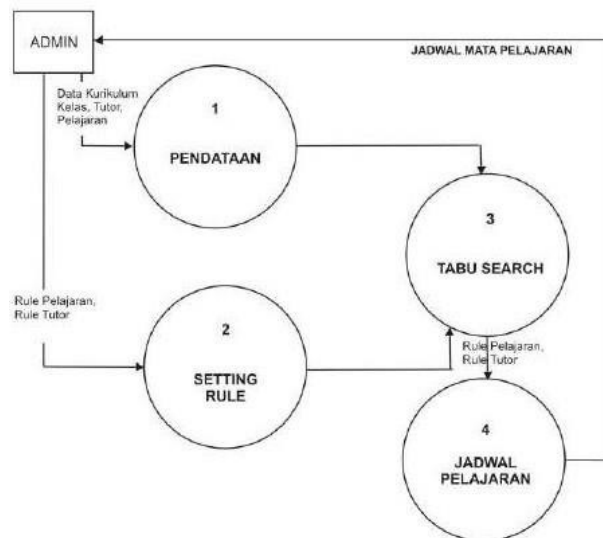 ADMIN
JADWAL MATA PELAJARAN
Data Kurikulum
Kelas, Tutor,
Pelajaran
1
PENDATAAN
3
TABU SEARCH
Rule Pelajaran,
Rule Tutor
2
SETTING
RULE
Rule Pelajaran,
Rule Tutor
4
JADWAL
PELAJARAN